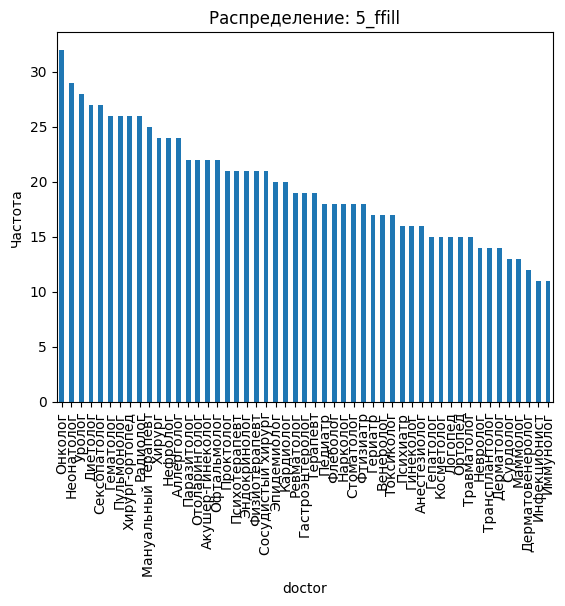 Распределение: 5_ffill
Частота
30
25
20
15
10
5
0
Онколог
Неонатолог
Уролог
Диетолог
Сексопатолог
Гематолог
Пульмонолог
Хирург-ортопед
Радиолог
Мануальный терапевт
Хирург
Нефролог
Аллерголог
Паразитолог
Отоларинголог
Акушер-гинеколог
Офтальмолог
Проктолог
Психотерапевт
Эндокринолог
Физиотерапевт
Сосудистый хирург
Эпидемиолог
Кардиолог
Ревматолог
Гастроэнтеролог
Терапевт
Педиатр
Флеболог
Нарколог
Стоматолог
Фтизиатр
Гериатр
Венеролог
Токсиколог
Психиатр
Гинеколог
Анестезиолог
Гепатолог
Косметолог
Логопед
Ортопед
Травматолог
Невролог
Трансплантолог
Дерматолог
Сурдолог
Маммолог
Дерматовенеролог
Инфекционист
Иммунолог
doctor